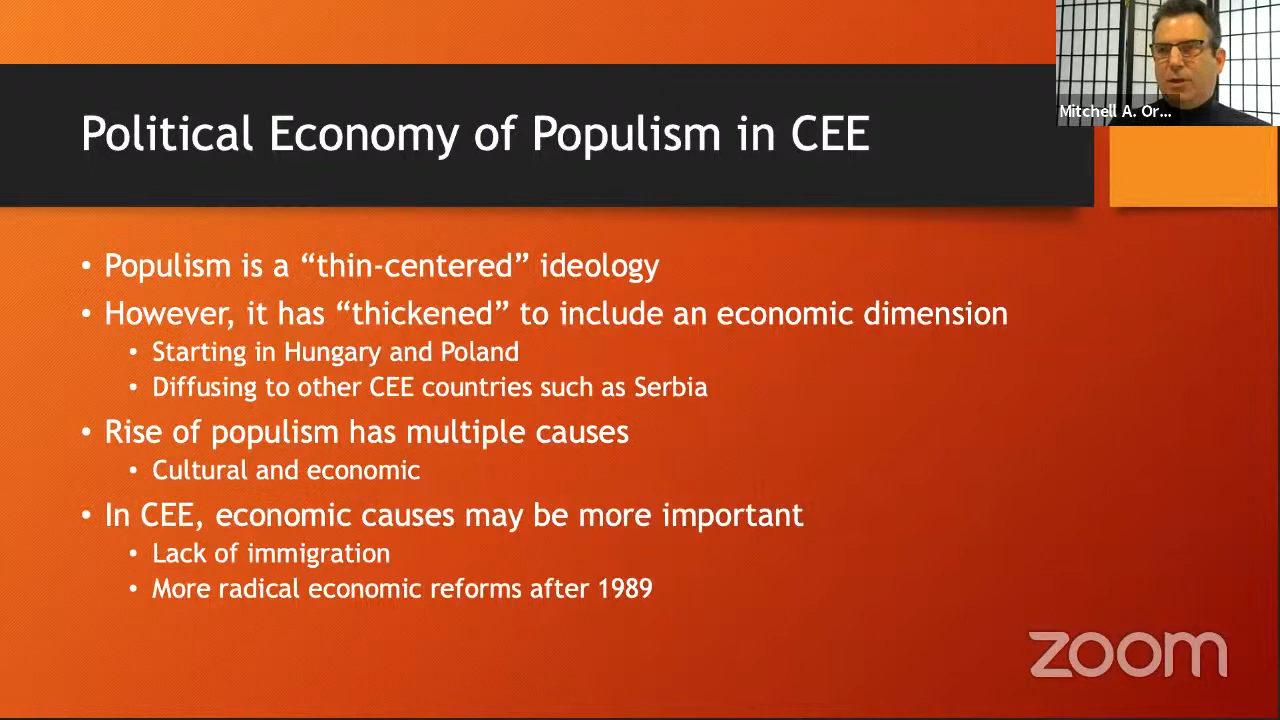 Mitchell A. Or...
Political Economy of Populism in CEE
• Populism is a “thin-centered” ideology
• However, it has “thickened” to include an economic dimension
• Starting in Hungary and Poland
• Diffusing to other CEE countries such as Serbia
• Rise of populism has multiple causes
• Cultural and economic
• In CEE, economic causes may be more important
• Lack of immigration
• More radical economic reforms after 1989
zoom